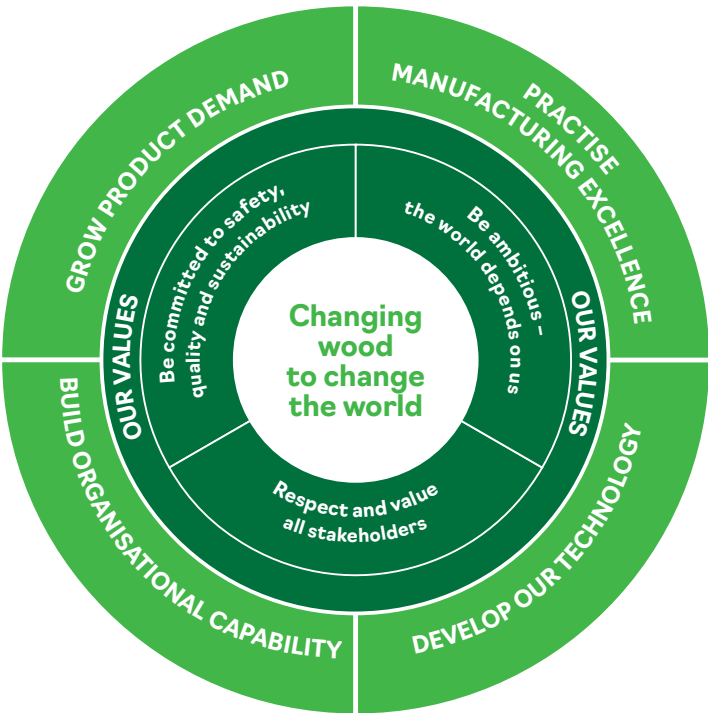 GROW PRODUCT DEMAND
PRACTISE
MANUFACTURING EXCELLENCE
OUR VALUES
Be committed to safety,
quality and sustainability
Be ambitious –
the world depends on us
OUR VALUES
Changing
wood
to change
the world
Respect and value
all stakeholders
BUILD ORGANISATIONAL CAPABILITY
DEVELOP OUR TECHNOLOGY